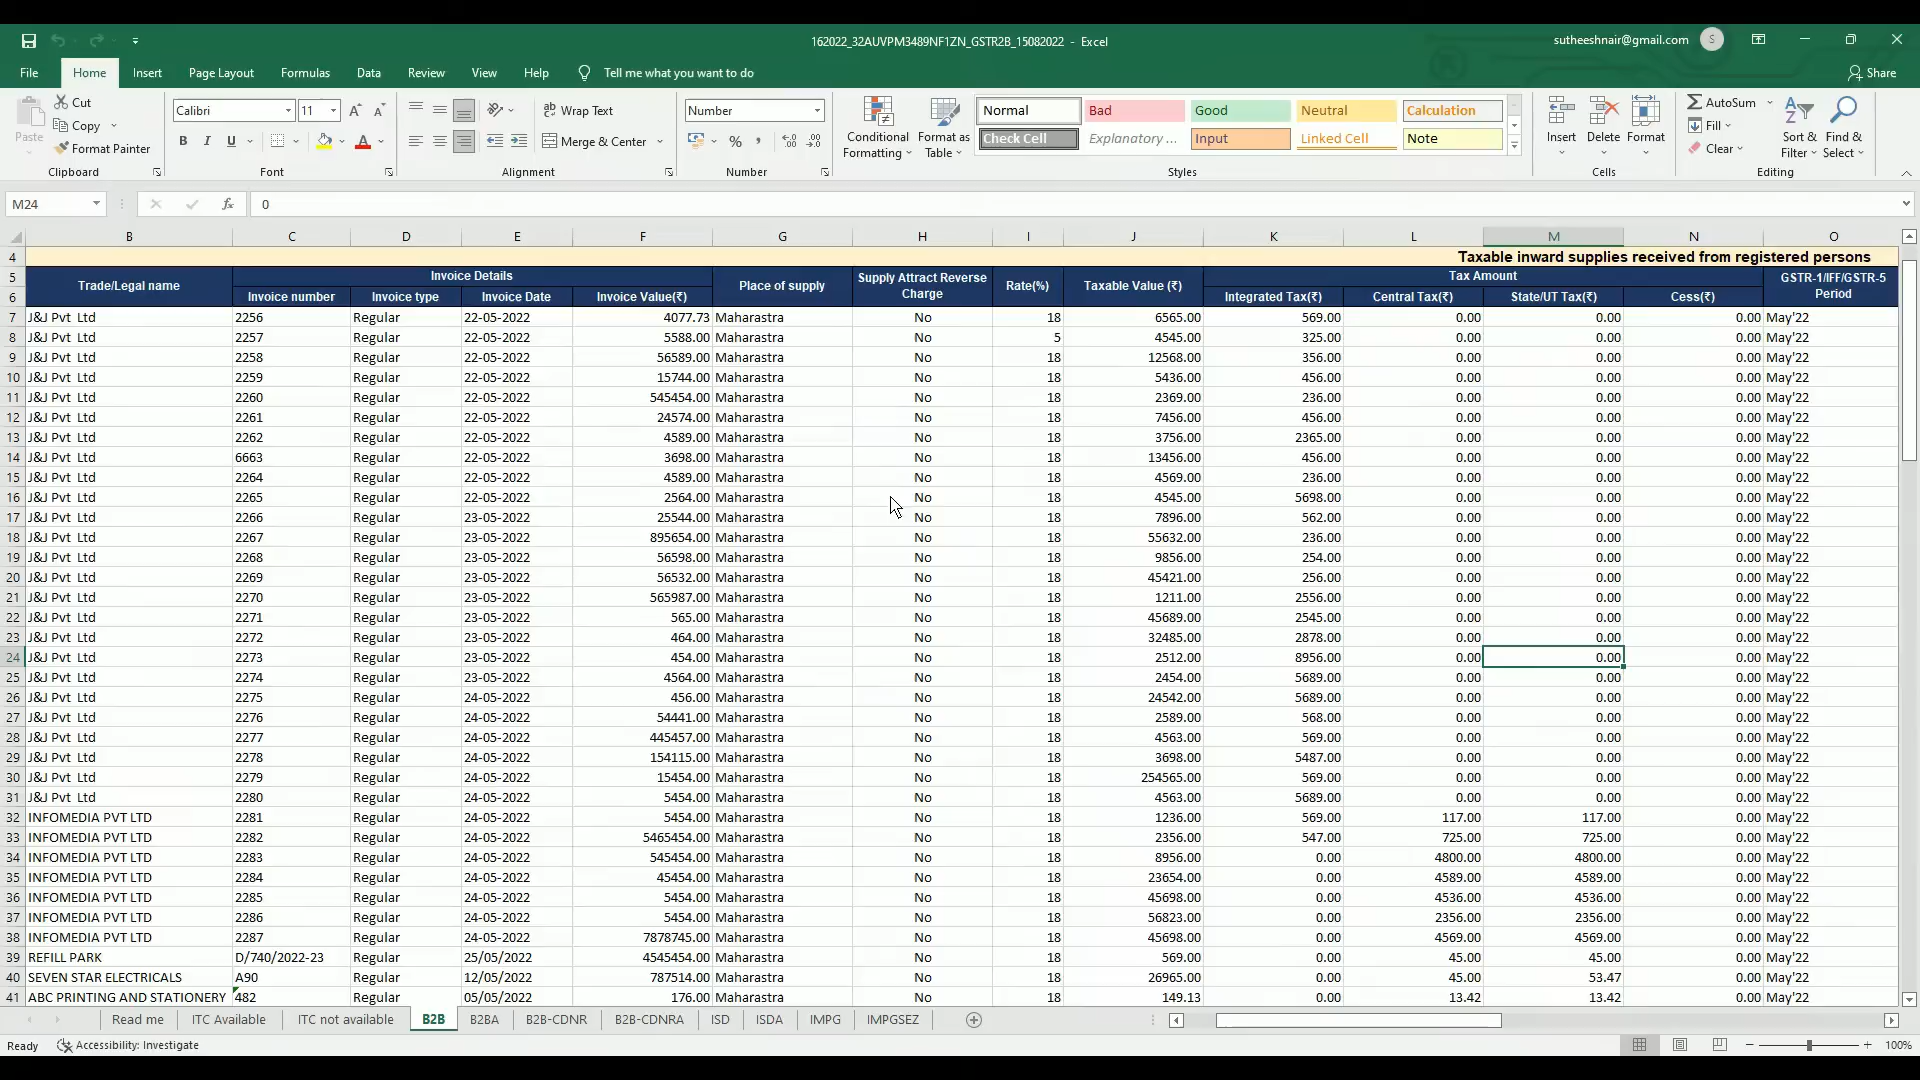 162022_32AUVPM3489NF1ZN_GSTR2B_15082022 - Excel
sutheeshnair@gmail.com S
File Home Insert Page Layout Formulas Data Review View Help Tell me what you want to do Share
Paste Cut Copy Format Painter Clipboard
Calibri 11 Font
Wrap Text Merge & Center Alignment
Number Number
Conditional Formatting Format as Table
Normal Bad Good Neutral Calculation
Check Cell Explanatory ... Input Linked Cell Note
Styles
Insert Delete Format Cells
AutoSum Fill Clear Sort & Filter Find & Select Editing
M24 fx 0
B C D E F G H I J K L M N O
4 Taxable inward supplies received from registered persons
5 Trade/Legal name Invoice Details Place of supply Supply Attract Reverse Charge Rate(%) Taxable Value (₹) Tax Amount GSTR-1/IFF/GSTR-5 Period
6 Invoice number Invoice type Invoice Date Invoice Value(₹) Integrated Tax(₹) Central Tax(₹) State/UT Tax(₹) Cess(₹)
7 J&J Pvt Ltd 2256 Regular 22-05-2022 4077.73 Maharastra No 18 6565.00 569.00 0.00 0.00 0.00 May'22
8 J&J Pvt Ltd 2257 Regular 22-05-2022 5588.00 Maharastra No 5 4545.00 325.00 0.00 0.00 0.00 May'22
9 J&J Pvt Ltd 2258 Regular 22-05-2022 56589.00 Maharastra No 18 12568.00 356.00 0.00 0.00 0.00 May'22
10 J&J Pvt Ltd 2259 Regular 22-05-2022 15744.00 Maharastra No 18 5436.00 456.00 0.00 0.00 0.00 May'22
11 J&J Pvt Ltd 2260 Regular 22-05-2022 545454.00 Maharastra No 18 2369.00 236.00 0.00 0.00 0.00 May'22
12 J&J Pvt Ltd 2261 Regular 22-05-2022 24574.00 Maharastra No 18 7456.00 456.00 0.00 0.00 0.00 May'22
13 J&J Pvt Ltd 2262 Regular 22-05-2022 4589.00 Maharastra No 18 3756.00 2365.00 0.00 0.00 0.00 May'22
14 J&J Pvt Ltd 6663 Regular 22-05-2022 3698.00 Maharastra No 18 13456.00 456.00 0.00 0.00 0.00 May'22
15 J&J Pvt Ltd 2264 Regular 22-05-2022 4589.00 Maharastra No 18 4569.00 236.00 0.00 0.00 0.00 May'22
16 J&J Pvt Ltd 2265 Regular 22-05-2022 2564.00 Maharastra No 18 4545.00 5698.00 0.00 0.00 0.00 May'22
17 J&J Pvt Ltd 2266 Regular 23-05-2022 25544.00 Maharastra No 18 7896.00 562.00 0.00 0.00 0.00 May'22
18 J&J Pvt Ltd 2267 Regular 23-05-2022 895654.00 Maharastra No 18 55632.00 236.00 0.00 0.00 0.00 May'22
19 J&J Pvt Ltd 2268 Regular 23-05-2022 56598.00 Maharastra No 18 9856.00 254.00 0.00 0.00 0.00 May'22
20 J&J Pvt Ltd 2269 Regular 23-05-2022 56532.00 Maharastra No 18 45421.00 256.00 0.00 0.00 0.00 May'22
21 J&J Pvt Ltd 2270 Regular 23-05-2022 565987.00 Maharastra No 18 1211.00 2556.00 0.00 0.00 0.00 May'22
22 J&J Pvt Ltd 2271 Regular 23-05-2022 565.00 Maharastra No 18 45689.00 2545.00 0.00 0.00 0.00 May'22
23 J&J Pvt Ltd 2272 Regular 23-05-2022 464.00 Maharastra No 18 32485.00 2878.00 0.00 0.00 0.00 May'22
24 J&J Pvt Ltd 2273 Regular 23-05-2022 454.00 Maharastra No 18 2512.00 8956.00 0.00 0.00 0.00 May'22
25 J&J Pvt Ltd 2274 Regular 23-05-2022 4564.00 Maharastra No 18 2454.00 5689.00 0.00 0.00 0.00 May'22
26 J&J Pvt Ltd 2275 Regular 24-05-2022 456.00 Maharastra No 18 24542.00 5689.00 0.00 0.00 0.00 May'22
27 J&J Pvt Ltd 2276 Regular 24-05-2022 54441.00 Maharastra No 18 2589.00 568.00 0.00 0.00 0.00 May'22
28 J&J Pvt Ltd 2277 Regular 24-05-2022 445457.00 Maharastra No 18 4563.00 569.00 0.00 0.00 0.00 May'22
29 J&J Pvt Ltd 2278 Regular 24-05-2022 154115.00 Maharastra No 18 3698.00 5487.00 0.00 0.00 0.00 May'22
30 J&J Pvt Ltd 2279 Regular 24-05-2022 15454.00 Maharastra No 18 254565.00 569.00 0.00 0.00 0.00 May'22
31 J&J Pvt Ltd 2280 Regular 24-05-2022 5454.00 Maharastra No 18 4563.00 5689.00 0.00 0.00 0.00 May'22
32 INFOMEDIA PVT LTD 2281 Regular 24-05-2022 5454.00 Maharastra No 18 1236.00 569.00 117.00 117.00 0.00 May'22
33 INFOMEDIA PVT LTD 2282 Regular 24-05-2022 5465454.00 Maharastra No 18 2356.00 547.00 725.00 725.00 0.00 May'22
34 INFOMEDIA PVT LTD 2283 Regular 24-05-2022 545454.00 Maharastra No 18 8956.00 0.00 4800.00 4800.00 0.00 May'22
35 INFOMEDIA PVT LTD 2284 Regular 24-05-2022 45454.00 Maharastra No 18 23654.00 0.00 4589.00 4589.00 0.00 May'22
36 INFOMEDIA PVT LTD 2285 Regular 24-05-2022 5454.00 Maharastra No 18 45698.00 0.00 4536.00 4536.00 0.00 May'22
37 INFOMEDIA PVT LTD 2286 Regular 24-05-2022 5454.00 Maharastra No 18 56823.00 0.00 2356.00 2356.00 0.00 May'22
38 INFOMEDIA PVT LTD 2287 Regular 24-05-2022 7878745.00 Maharastra No 18 45698.00 0.00 4569.00 4569.00 0.00 May'22
39 REFILL PARK D/740/2022-23 Regular 25/05/2022 4545454.00 Maharastra No 18 569.00 0.00 45.00 45.00 0.00 May'22
40 SEVEN STAR ELECTRICALS A90 Regular 12/05/2022 787514.00 Maharastra No 18 26965.00 0.00 45.00 53.47 0.00 May'22
41 ABC PRINTING AND STATIONERY 482 Regular 05/05/2022 176.00 Maharastra No 18 149.13 0.00 13.42 13.42 0.00 May'22
Read me ITC Available ITC not available B2B B2BA B2B-CDNR B2B-CDNRA ISD ISDA IMPG IMPGSEZ
Ready Accessibility: Investigate 100%